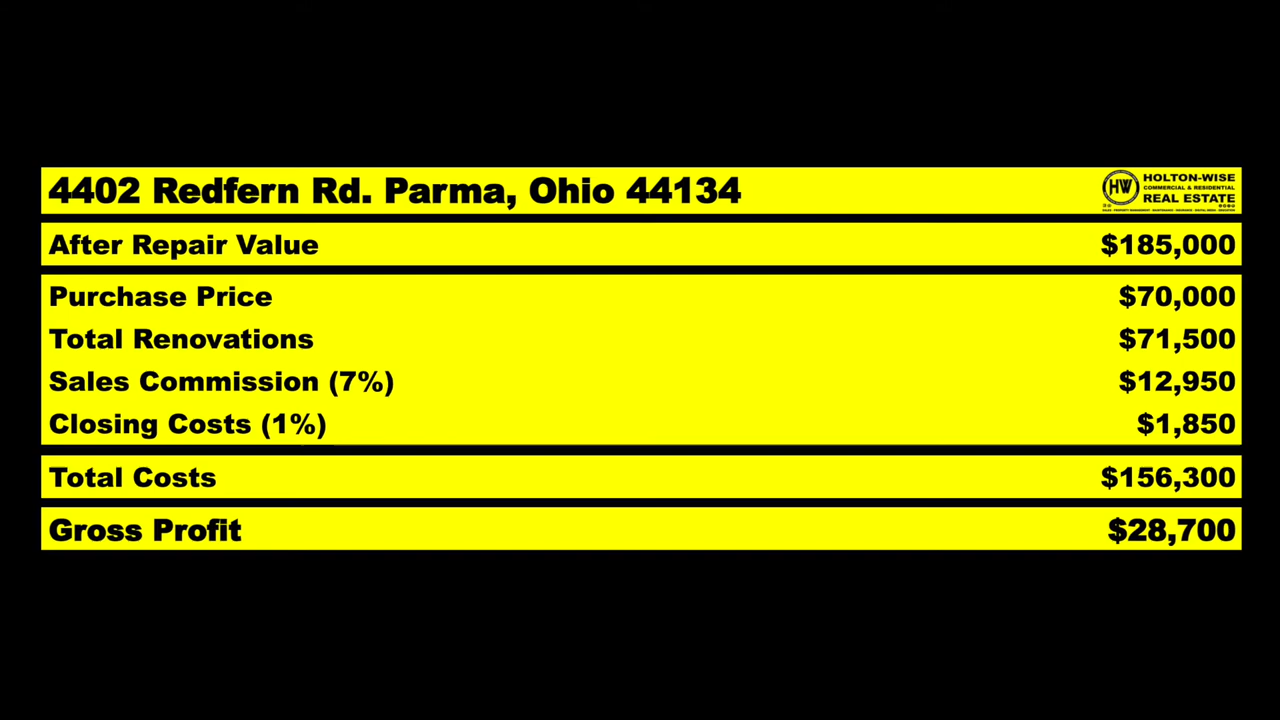 4402 Redfern Rd. Parma, Ohio 44134
HOLTON-WISE
COMMERCIAL & RESIDENTIAL
REAL ESTATE
After Repair Value $185,000
Purchase Price $70,000
Total Renovations $71,500
Sales Commission (7%) $12,950
Closing Costs (1%) $1,850
Total Costs $156,300
Gross Profit $28,700